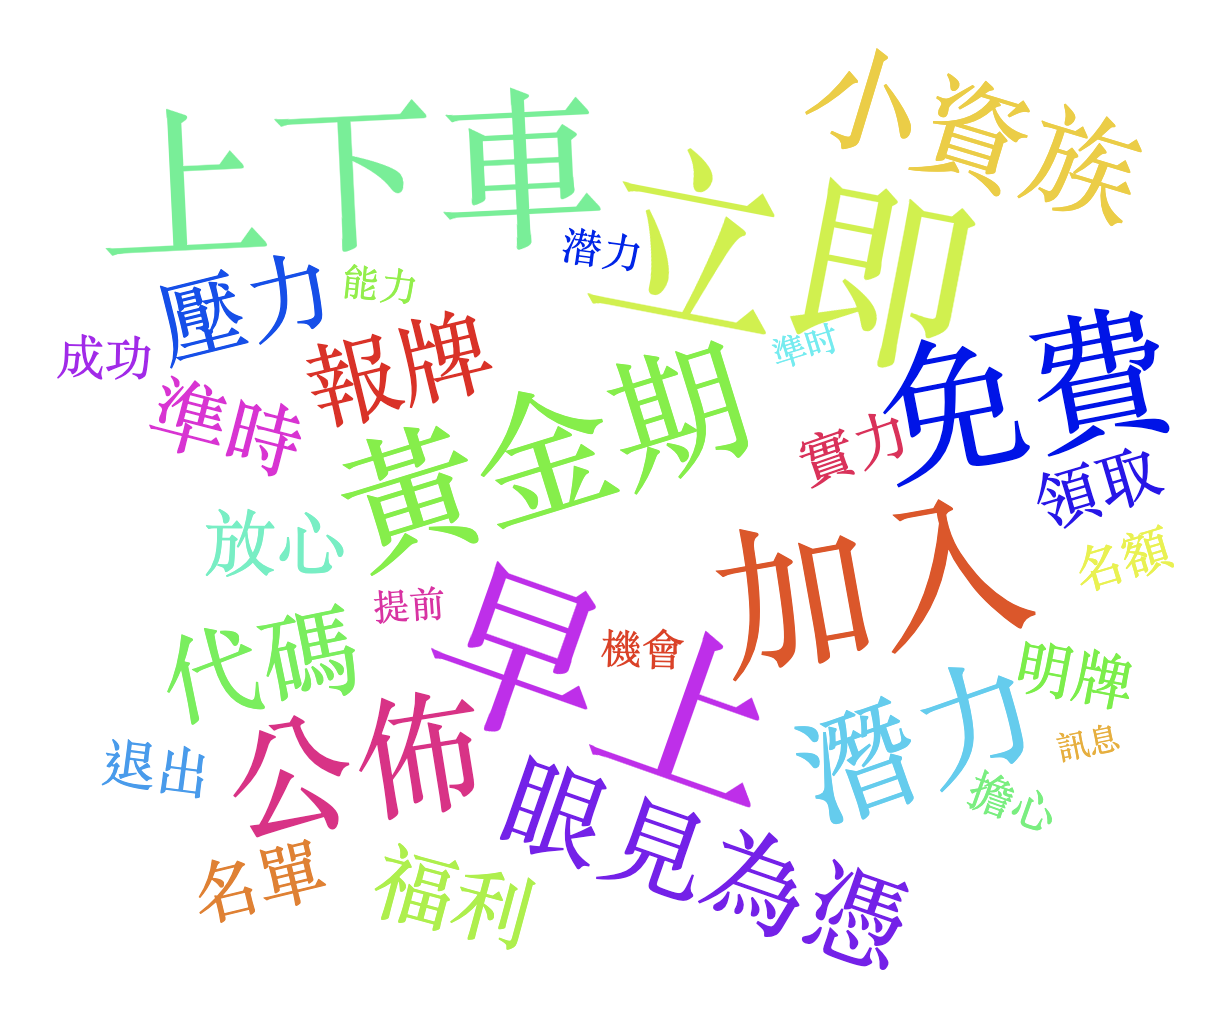 小資族
上下車
立即
潜力
壓力
能力
成功
報牌
準时
免費
準時
黃金期
實力
領取
放心
加入
名額
提前
早上
機會
代碼
明牌
潛力
公佈
訊息
退出
眼見為憑
擔心
名單
福利